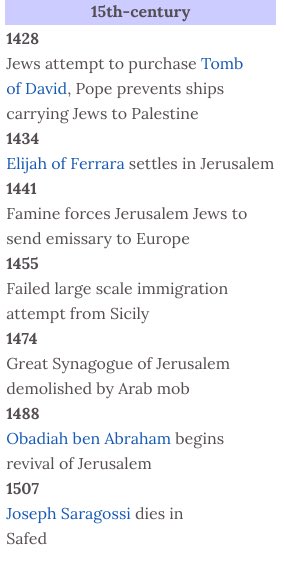 15th-century
1428
Jews attempt to purchase Tomb
of David, Pope prevents ships
carrying Jews to Palestine
1434
Elijah of Ferrara settles in Jerusalem
1441
Famine forces Jerusalem Jews to
send emissary to Europe
1455
Failed large scale immigration
attempt from Sicily
1474
Great Synagogue of Jerusalem
demolished by Arab mob
1488
Obadiah ben Abraham begins
revival of Jerusalem
1507
Joseph Saragossi dies in
Safed